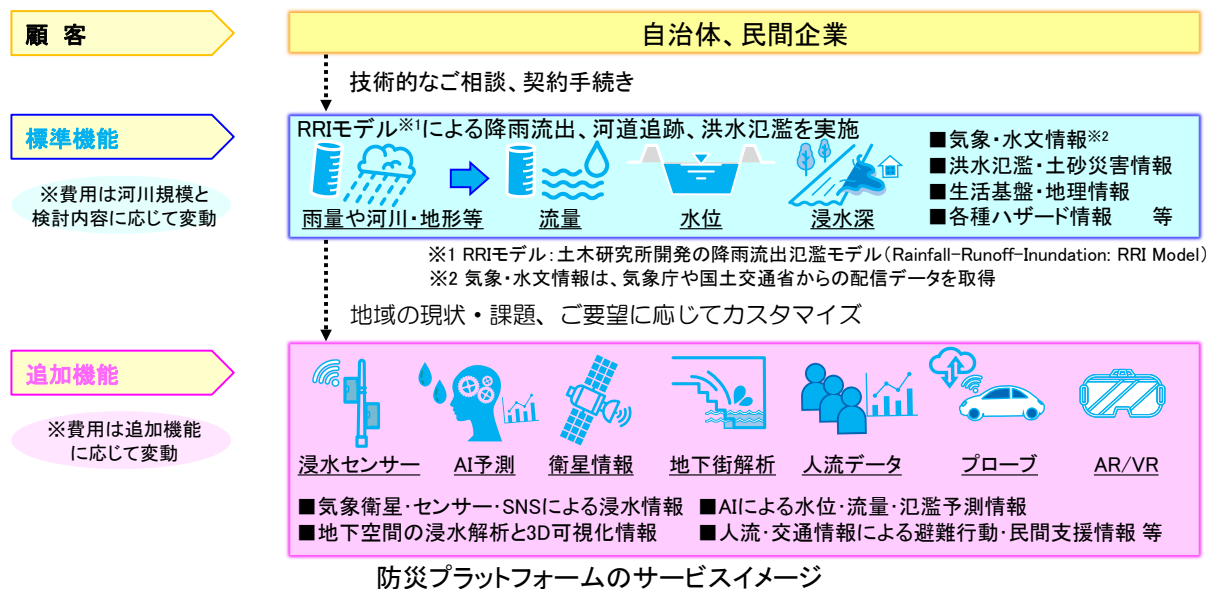 顧 客
自治体、民間企業
技術的なご相談、契約手続き
標準機能
※費用は河川規模と
検討内容に応じて変動
RRIモデル※1による降雨流出、河道追跡、洪水氾濫を実施
雨量や河川・地形等
流量
水位
浸水深
■気象・水文情報※2
■洪水氾濫・土砂災害情報
■生活基盤・地理情報
■各種ハザード情報 等
※1 RRIモデル：土木研究所開発の降雨流出氾濫モデル（Rainfall-Runoff-Inundation: RRI Model）
※2 気象・水文情報は、気象庁や国土交通省からの配信データを取得
地域の現状・課題、ご要望に応じてカスタマイズ
追加機能
※費用は追加機能
に応じて変動
浸水センサー
AI予測
衛星情報
地下街解析
人流データ
プローブ
AR/VR
■気象衛星・センサー・SNSによる浸水情報
■AIによる水位・流量・氾濫予測情報
■地下空間の浸水解析と3D可視化情報
■人流・交通情報による避難行動・民間支援情報 等
防災プラットフォームのサービスイメージ